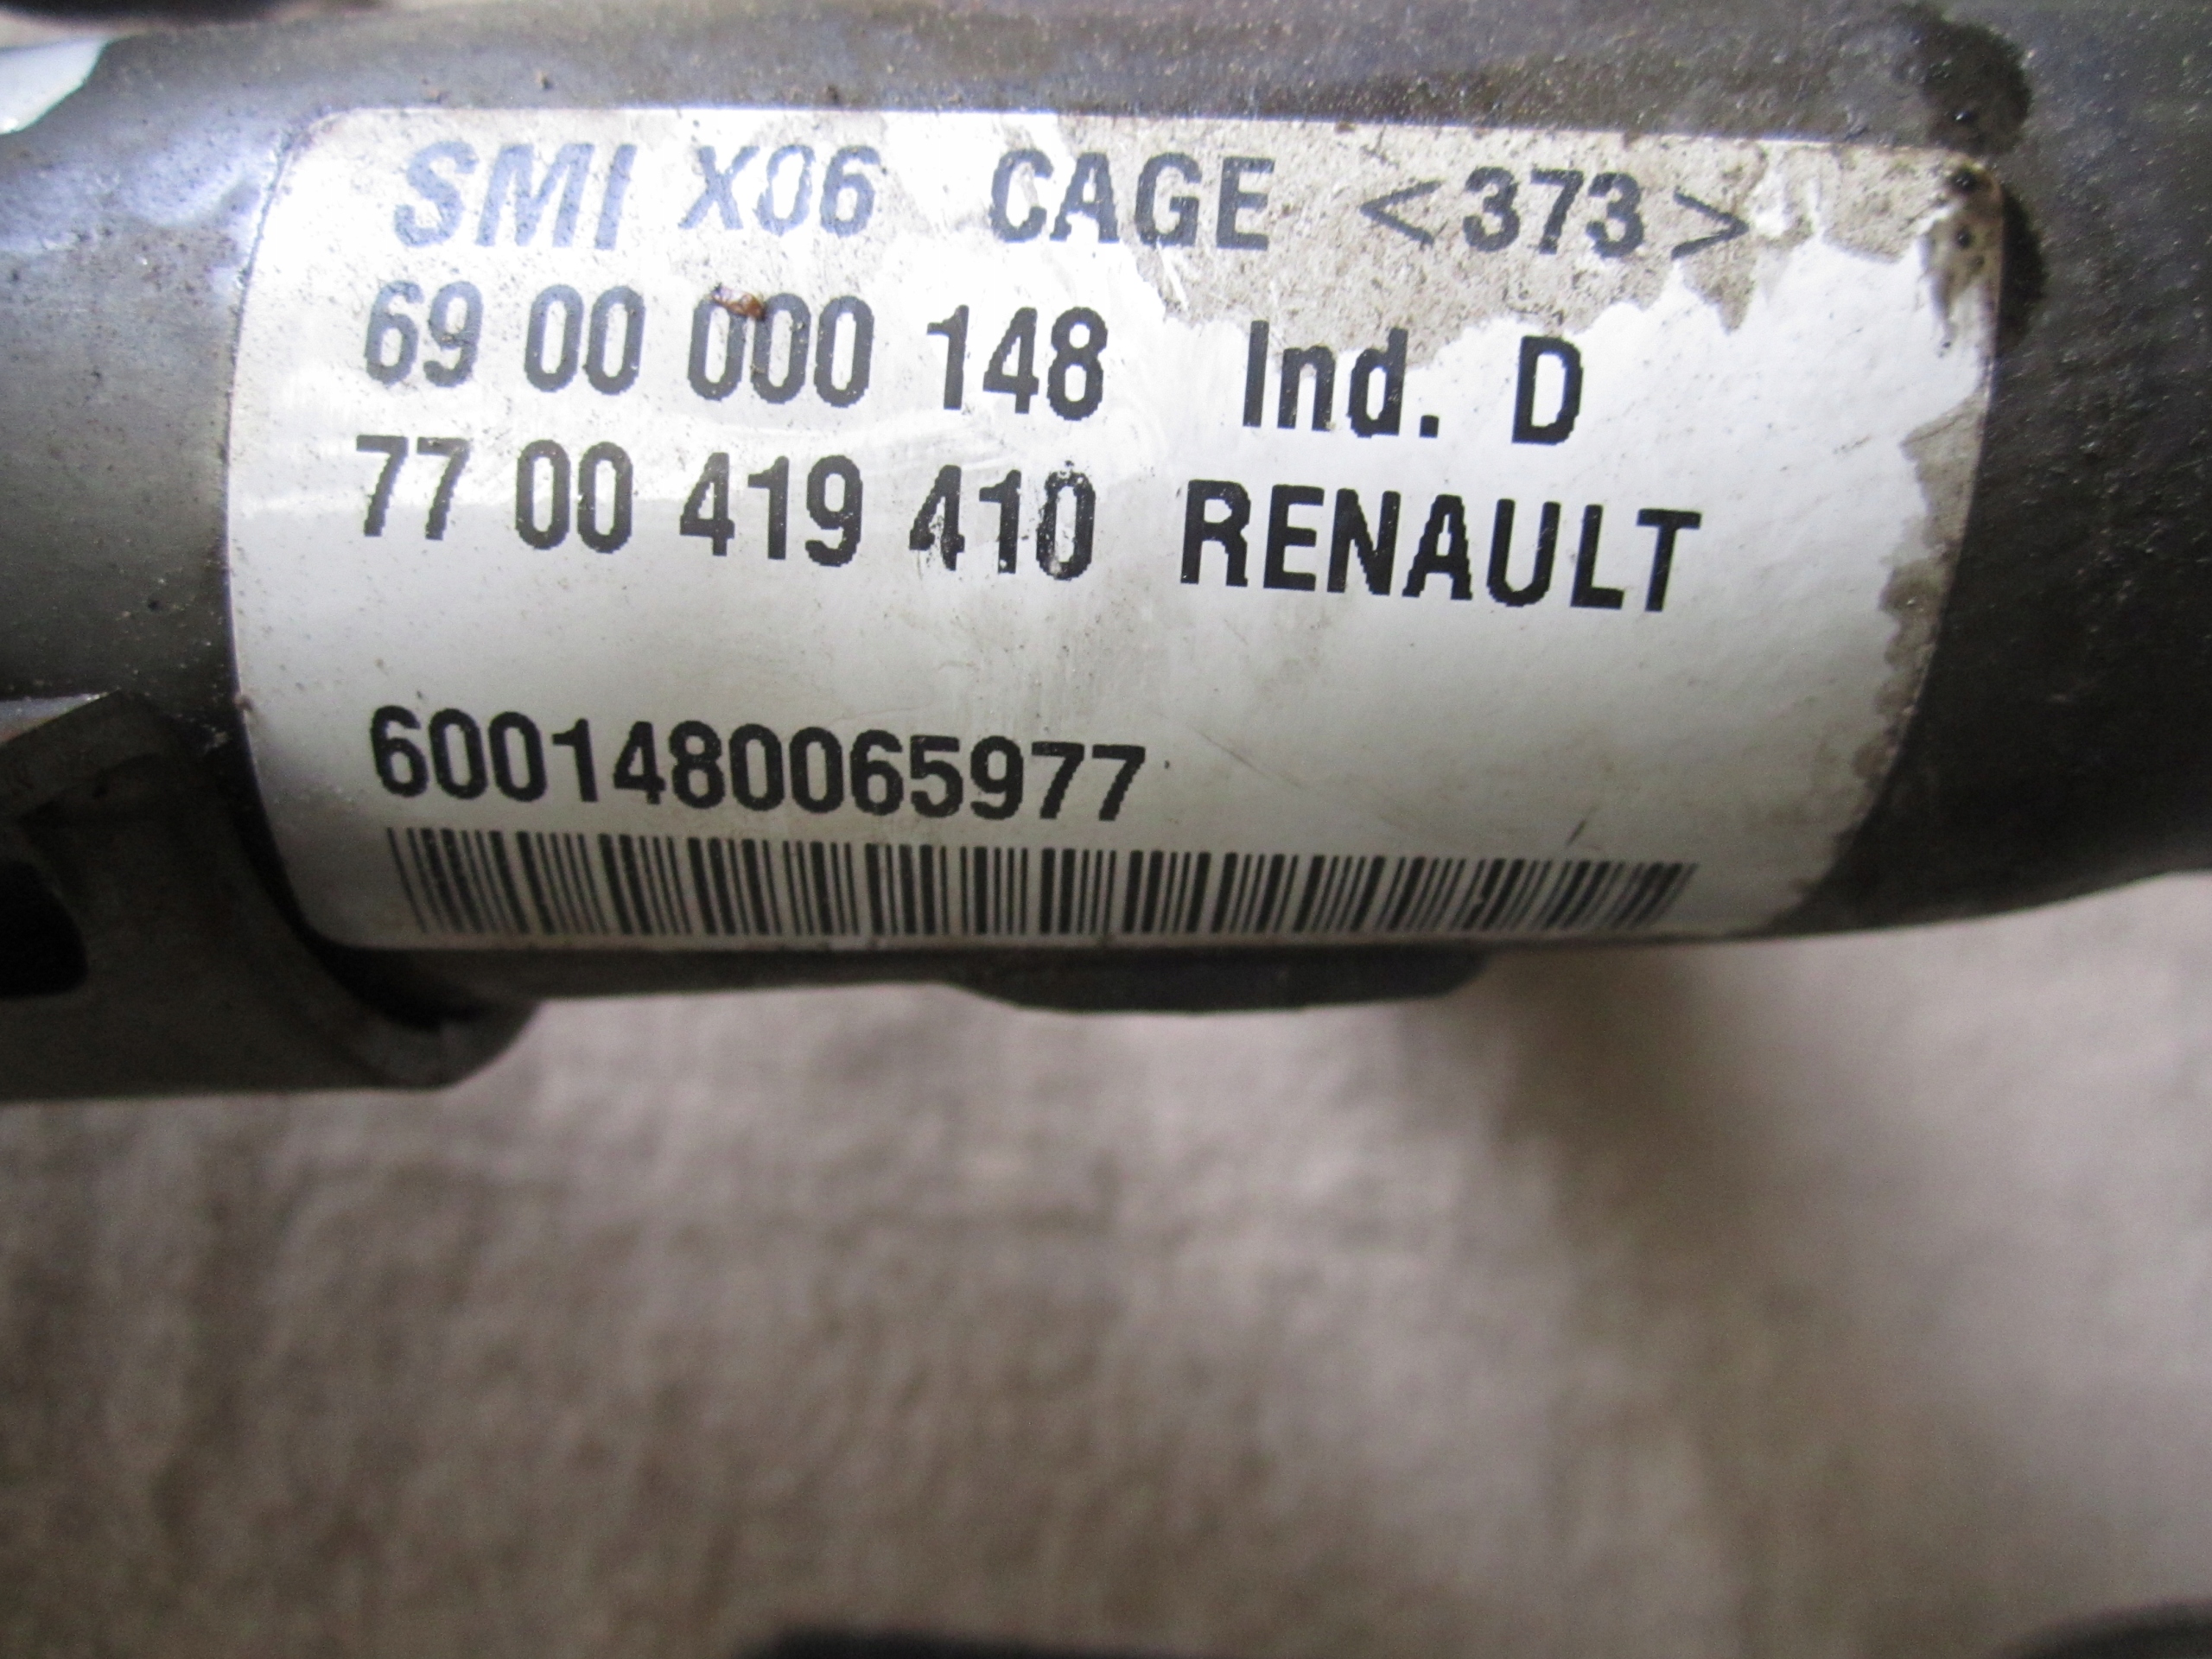 SMI X06 CAGE <373>
69 00 000 148 Ind. D
77 00 419 410 RENAULT
6001480065977